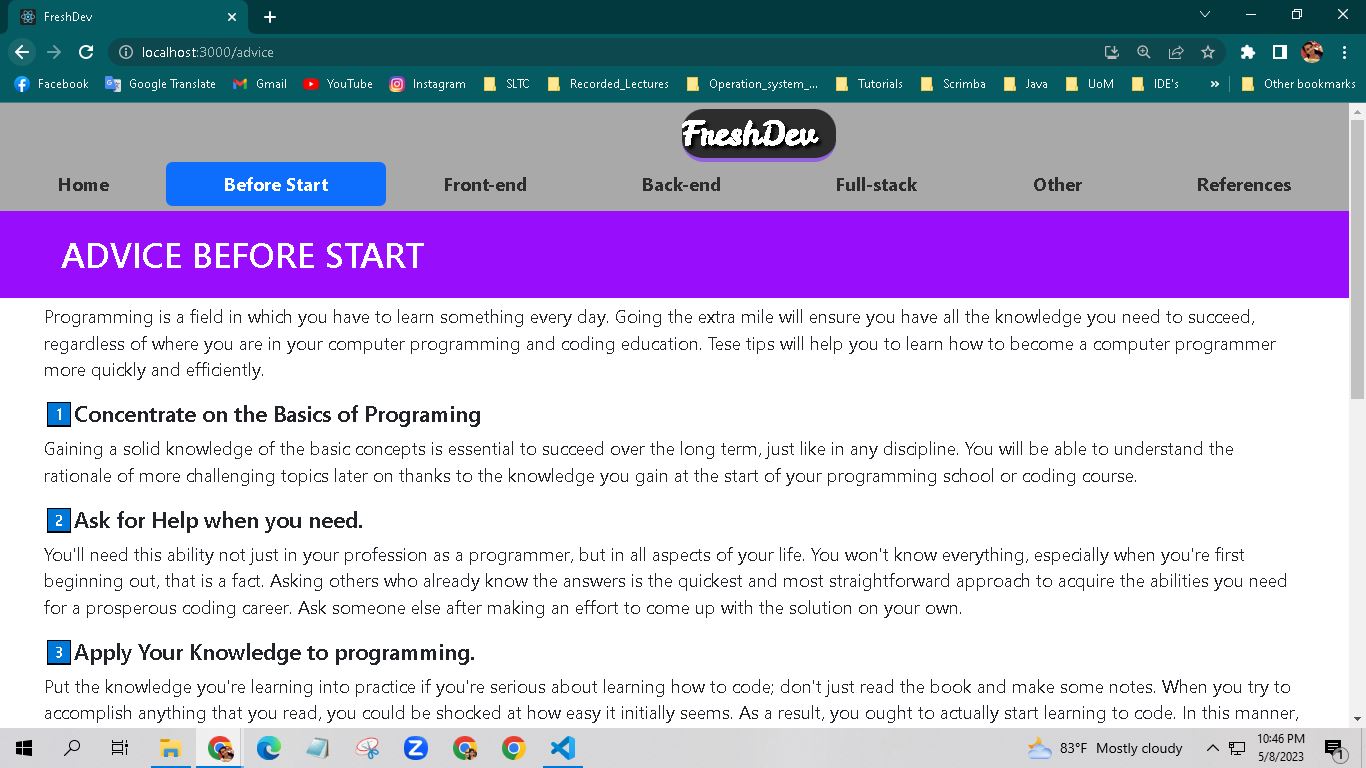 FreshDev
localhost:3000/advice
Facebook Google Translate Gmail YouTube Instagram SLTC Recorded_Lectures Operation_system_... Tutorials Scrimba Java UoM IDE's » Other bookmarks
FreshDev
Home Before Start Front-end Back-end Full-stack Other References
ADVICE BEFORE START
Programming is a field in which you have to learn something every day. Going the extra mile will ensure you have all the knowledge you need to succeed,
regardless of where you are in your computer programming and coding education. Tese tips will help you to learn how to become a computer programmer
more quickly and efficiently.
1 Concentrate on the Basics of Programing
Gaining a solid knowledge of the basic concepts is essential to succeed over the long term, just like in any discipline. You will be able to understand the
rationale of more challenging topics later on thanks to the knowledge you gain at the start of your programming school or coding course.
2 Ask for Help when you need.
You'll need this ability not just in your profession as a programmer, but in all aspects of your life. You won't know everything, especially when you're first
beginning out, that is a fact. Asking others who already know the answers is the quickest and most straightforward approach to acquire the abilities you need
for a prosperous coding career. Ask someone else after making an effort to come up with the solution on your own.
3 Apply Your Knowledge to programming.
Put the knowledge you're learning into practice if you're serious about learning how to code; don't just read the book and make some notes. When you try to
accomplish anything that you read, you could be shocked at how easy it initially seems. As a result, you ought to actually start learning to code. In this manner,
83°F Mostly cloudy
10:46 PM
5/8/2023
1